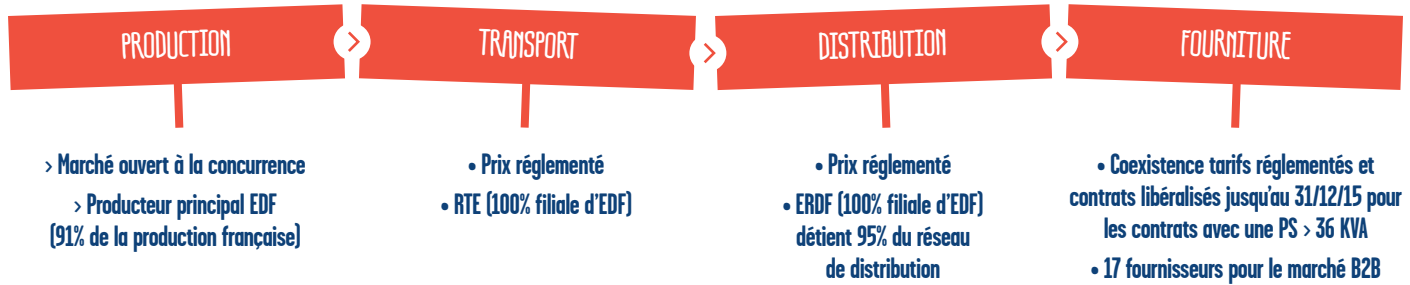 PRODUCTION
> Marché ouvert à la concurrence
> Producteur principal EDF
(91% de la production française)
TRANSPORT
• Prix réglementé
• RTE (100% filiale d'EDF)
DISTRIBUTION
• Prix réglementé
• ERDF (100% filiale d'EDF)
détient 95% du réseau
de distribution
FOURNITURE
• Coexistence tarifs réglementés et
contrats libéralisés jusqu'au 31/12/15 pour
les contrats avec une PS > 36 KVA
• 17 fournisseurs pour le marché B2B